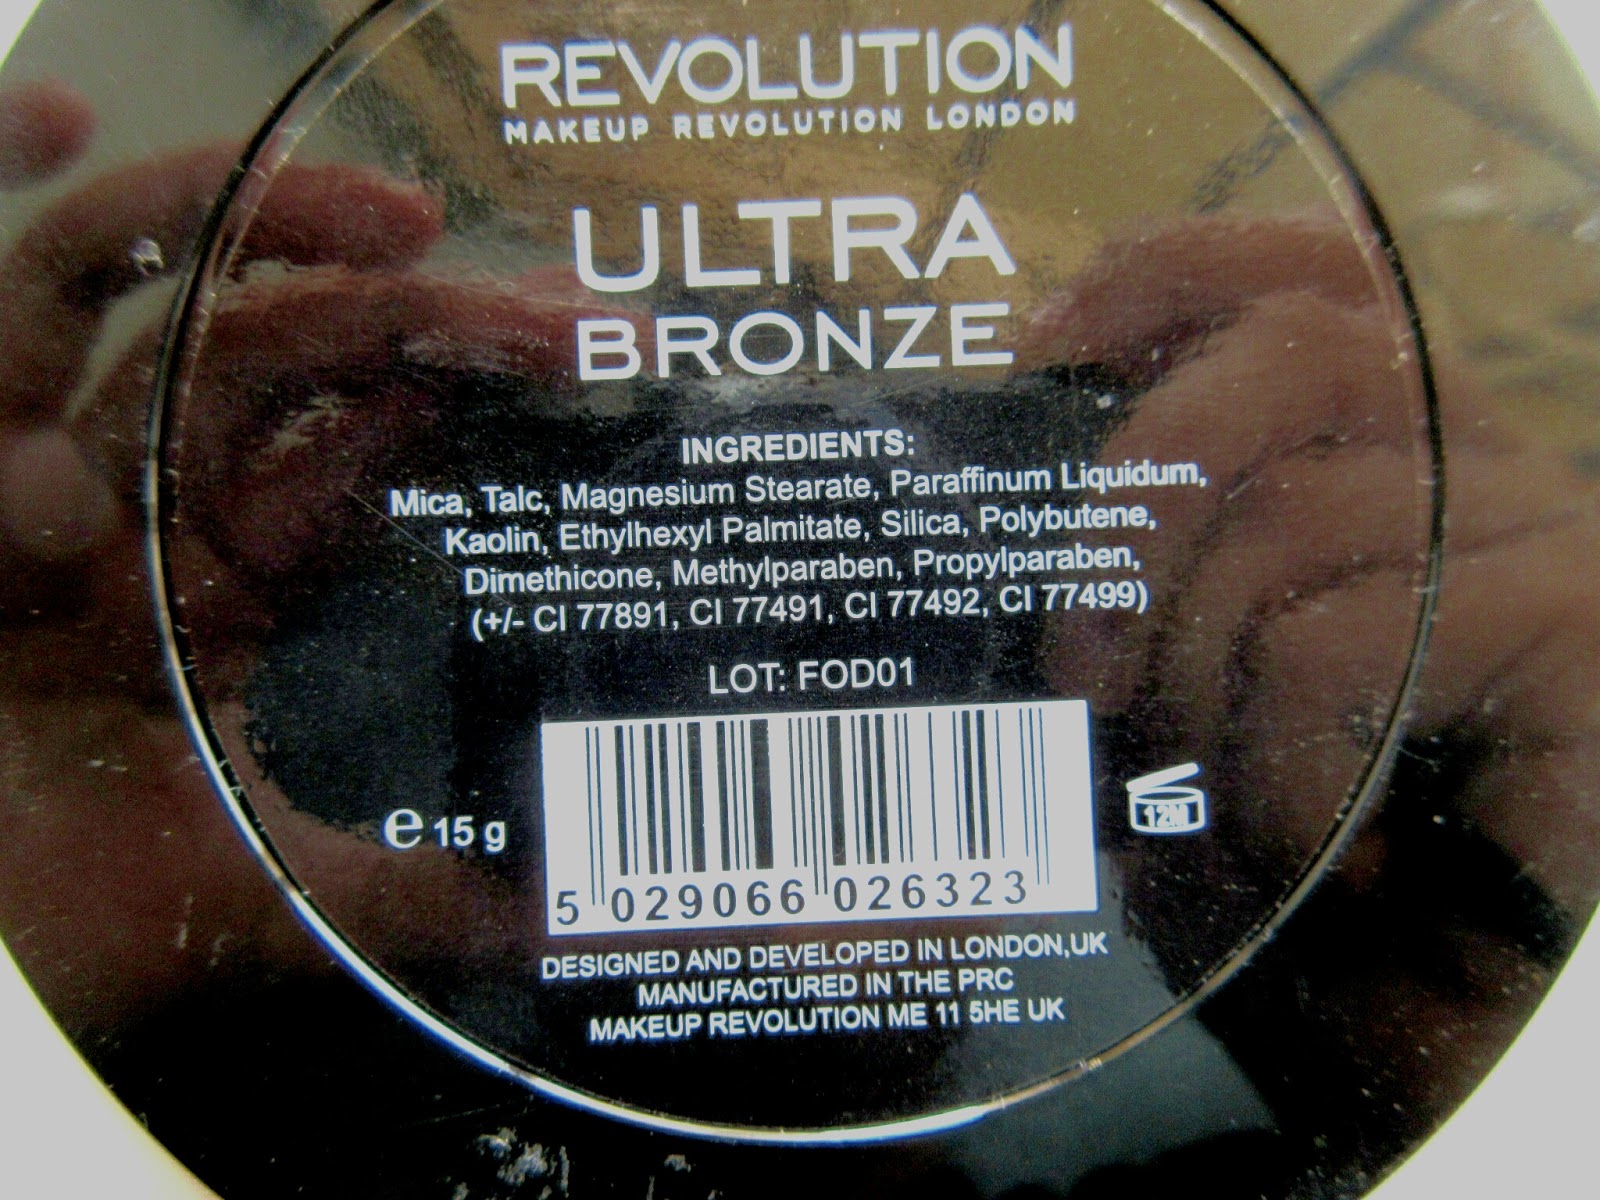 REVOLUTION
MAKEUP REVOLUTION LONDON
ULTRA
BRONZE
INGREDIENTS:
Mica, Talc, Magnesium Stearate, Paraffinum Liquidum,
Kaolin, Ethylhexyl Palmitate, Silica, Polybutene,
Dimethicone, Methylparaben, Propylparaben,
(+/- CI 77891, CI 77491, CI 77492, CI 77499)
LOT: FOD01
e 15 g
12M
5 029066 026323
DESIGNED AND DEVELOPED IN LONDON,UK
MANUFACTURED IN THE PRC
MAKEUP REVOLUTION ME 11 5HE UK